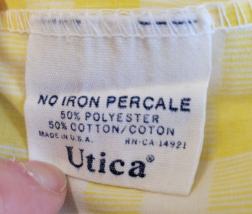 NO IRON PERCALE
50% POLYESTER
50% COTTON/COTON
MADE IN U.S.A. RN-CA 14921
Utica®